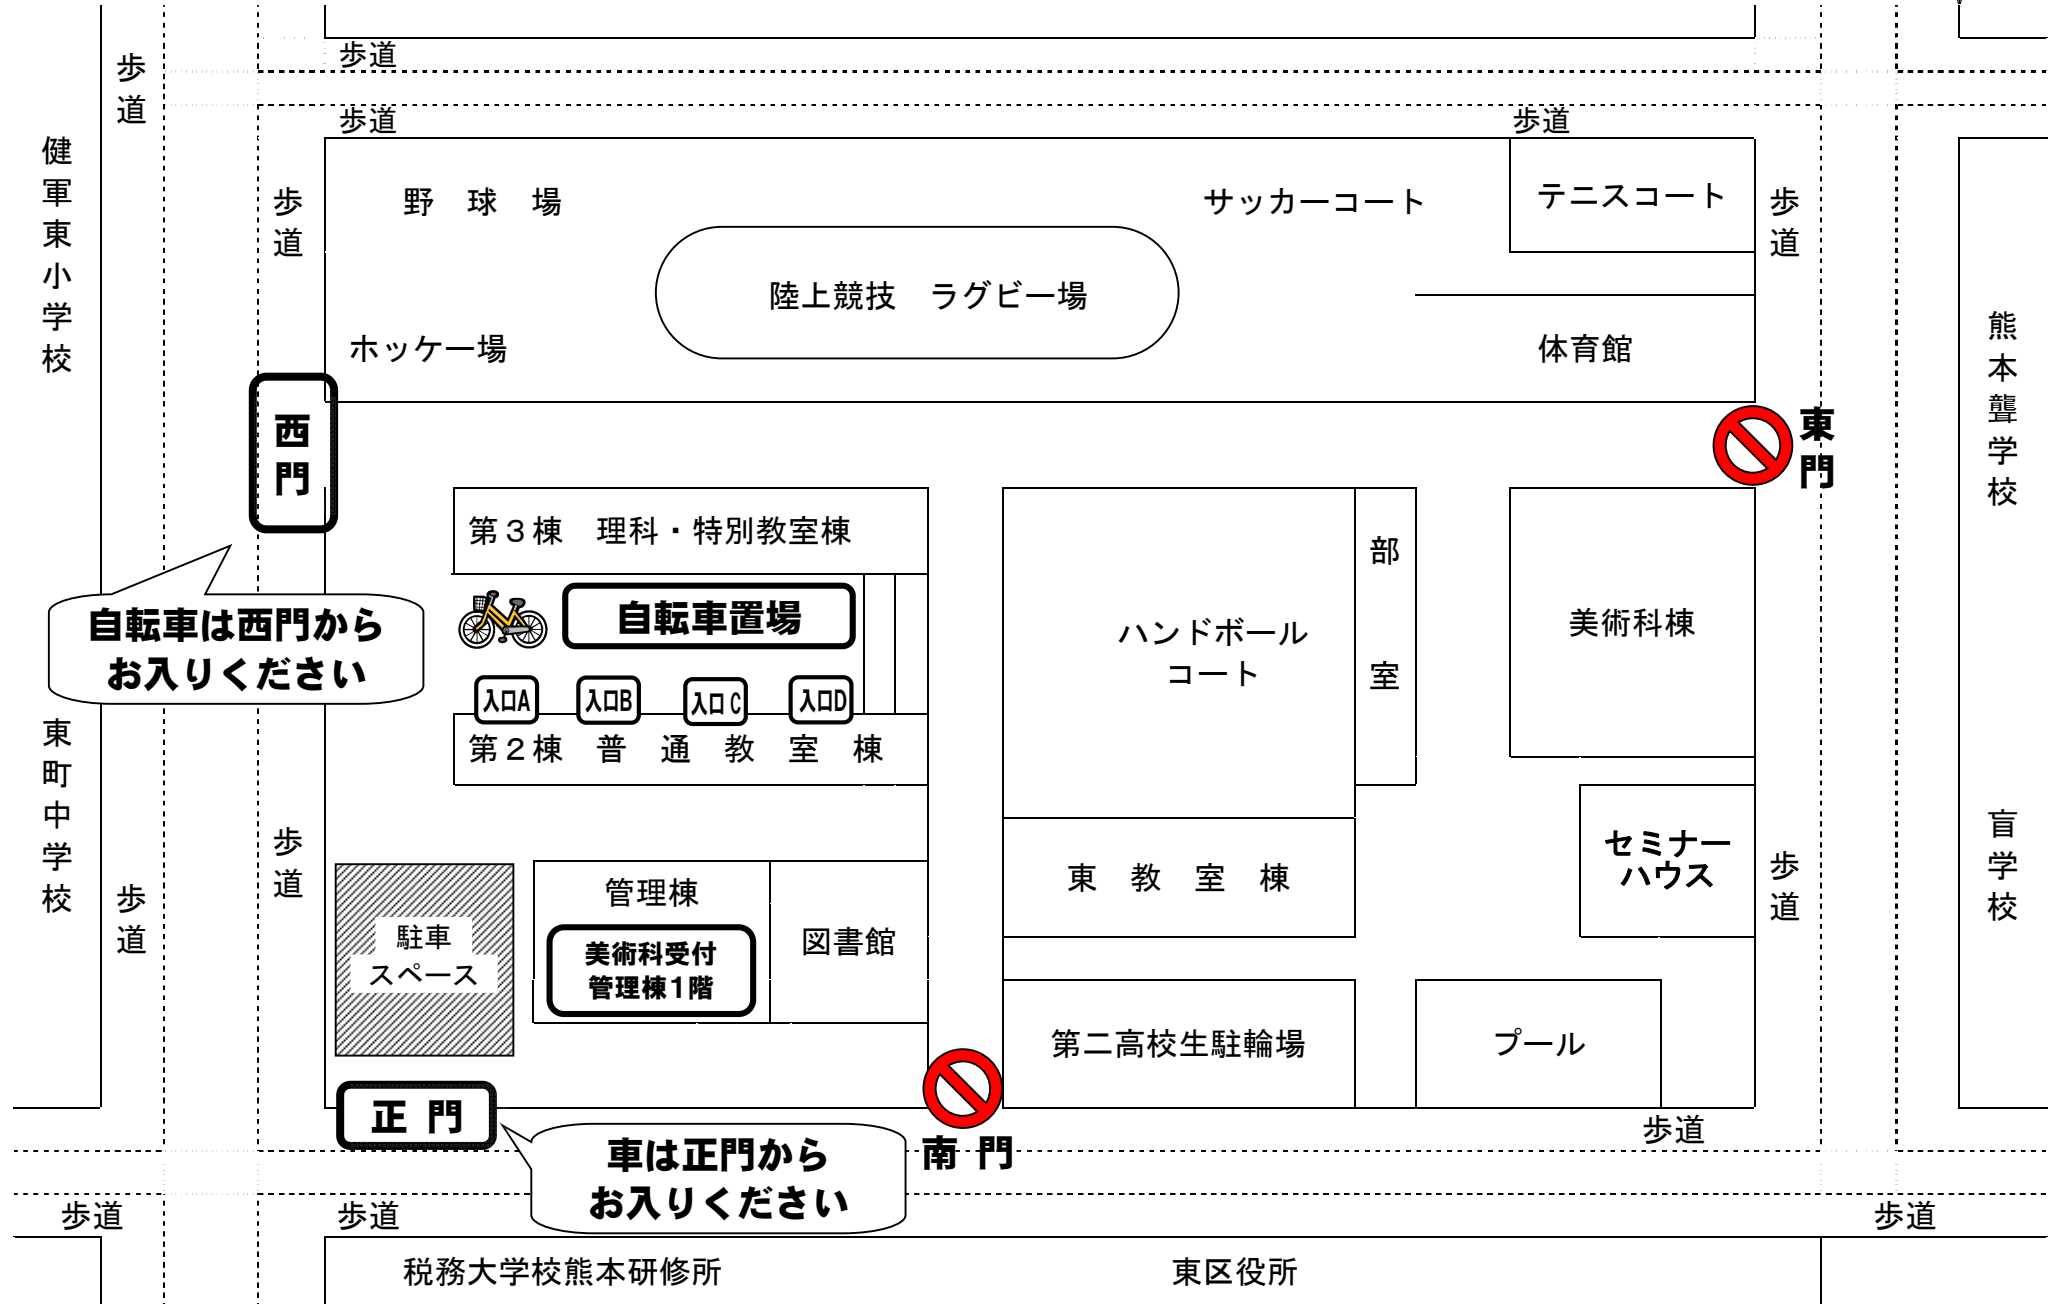 歩道
歩道
歩道
歩道
健軍東小学校
歩道
野　球　場
サッカーコート
テニスコート
歩道
陸上競技　ラグビー場
ホッケー場
体育館
熊本聾学校
西門
東門
第３棟　理科・特別教室棟
部室
自転車は西門から
お入りください
自転車置場
ハンドボール
コート
美術科棟
入口A
入口B
入口C
入口D
第２棟　普　通　教　室　棟
東町中学校
歩道
歩道
セミナー
ハウス
歩道
盲学校
駐車
スペース
管理棟
美術科受付
管理棟1階
図書館
東　教　室　棟
第二高校生駐輪場
プール
正門
車は正門から
お入りください
南門
歩道
歩道
歩道
歩道
税務大学校熊本研修所
東区役所